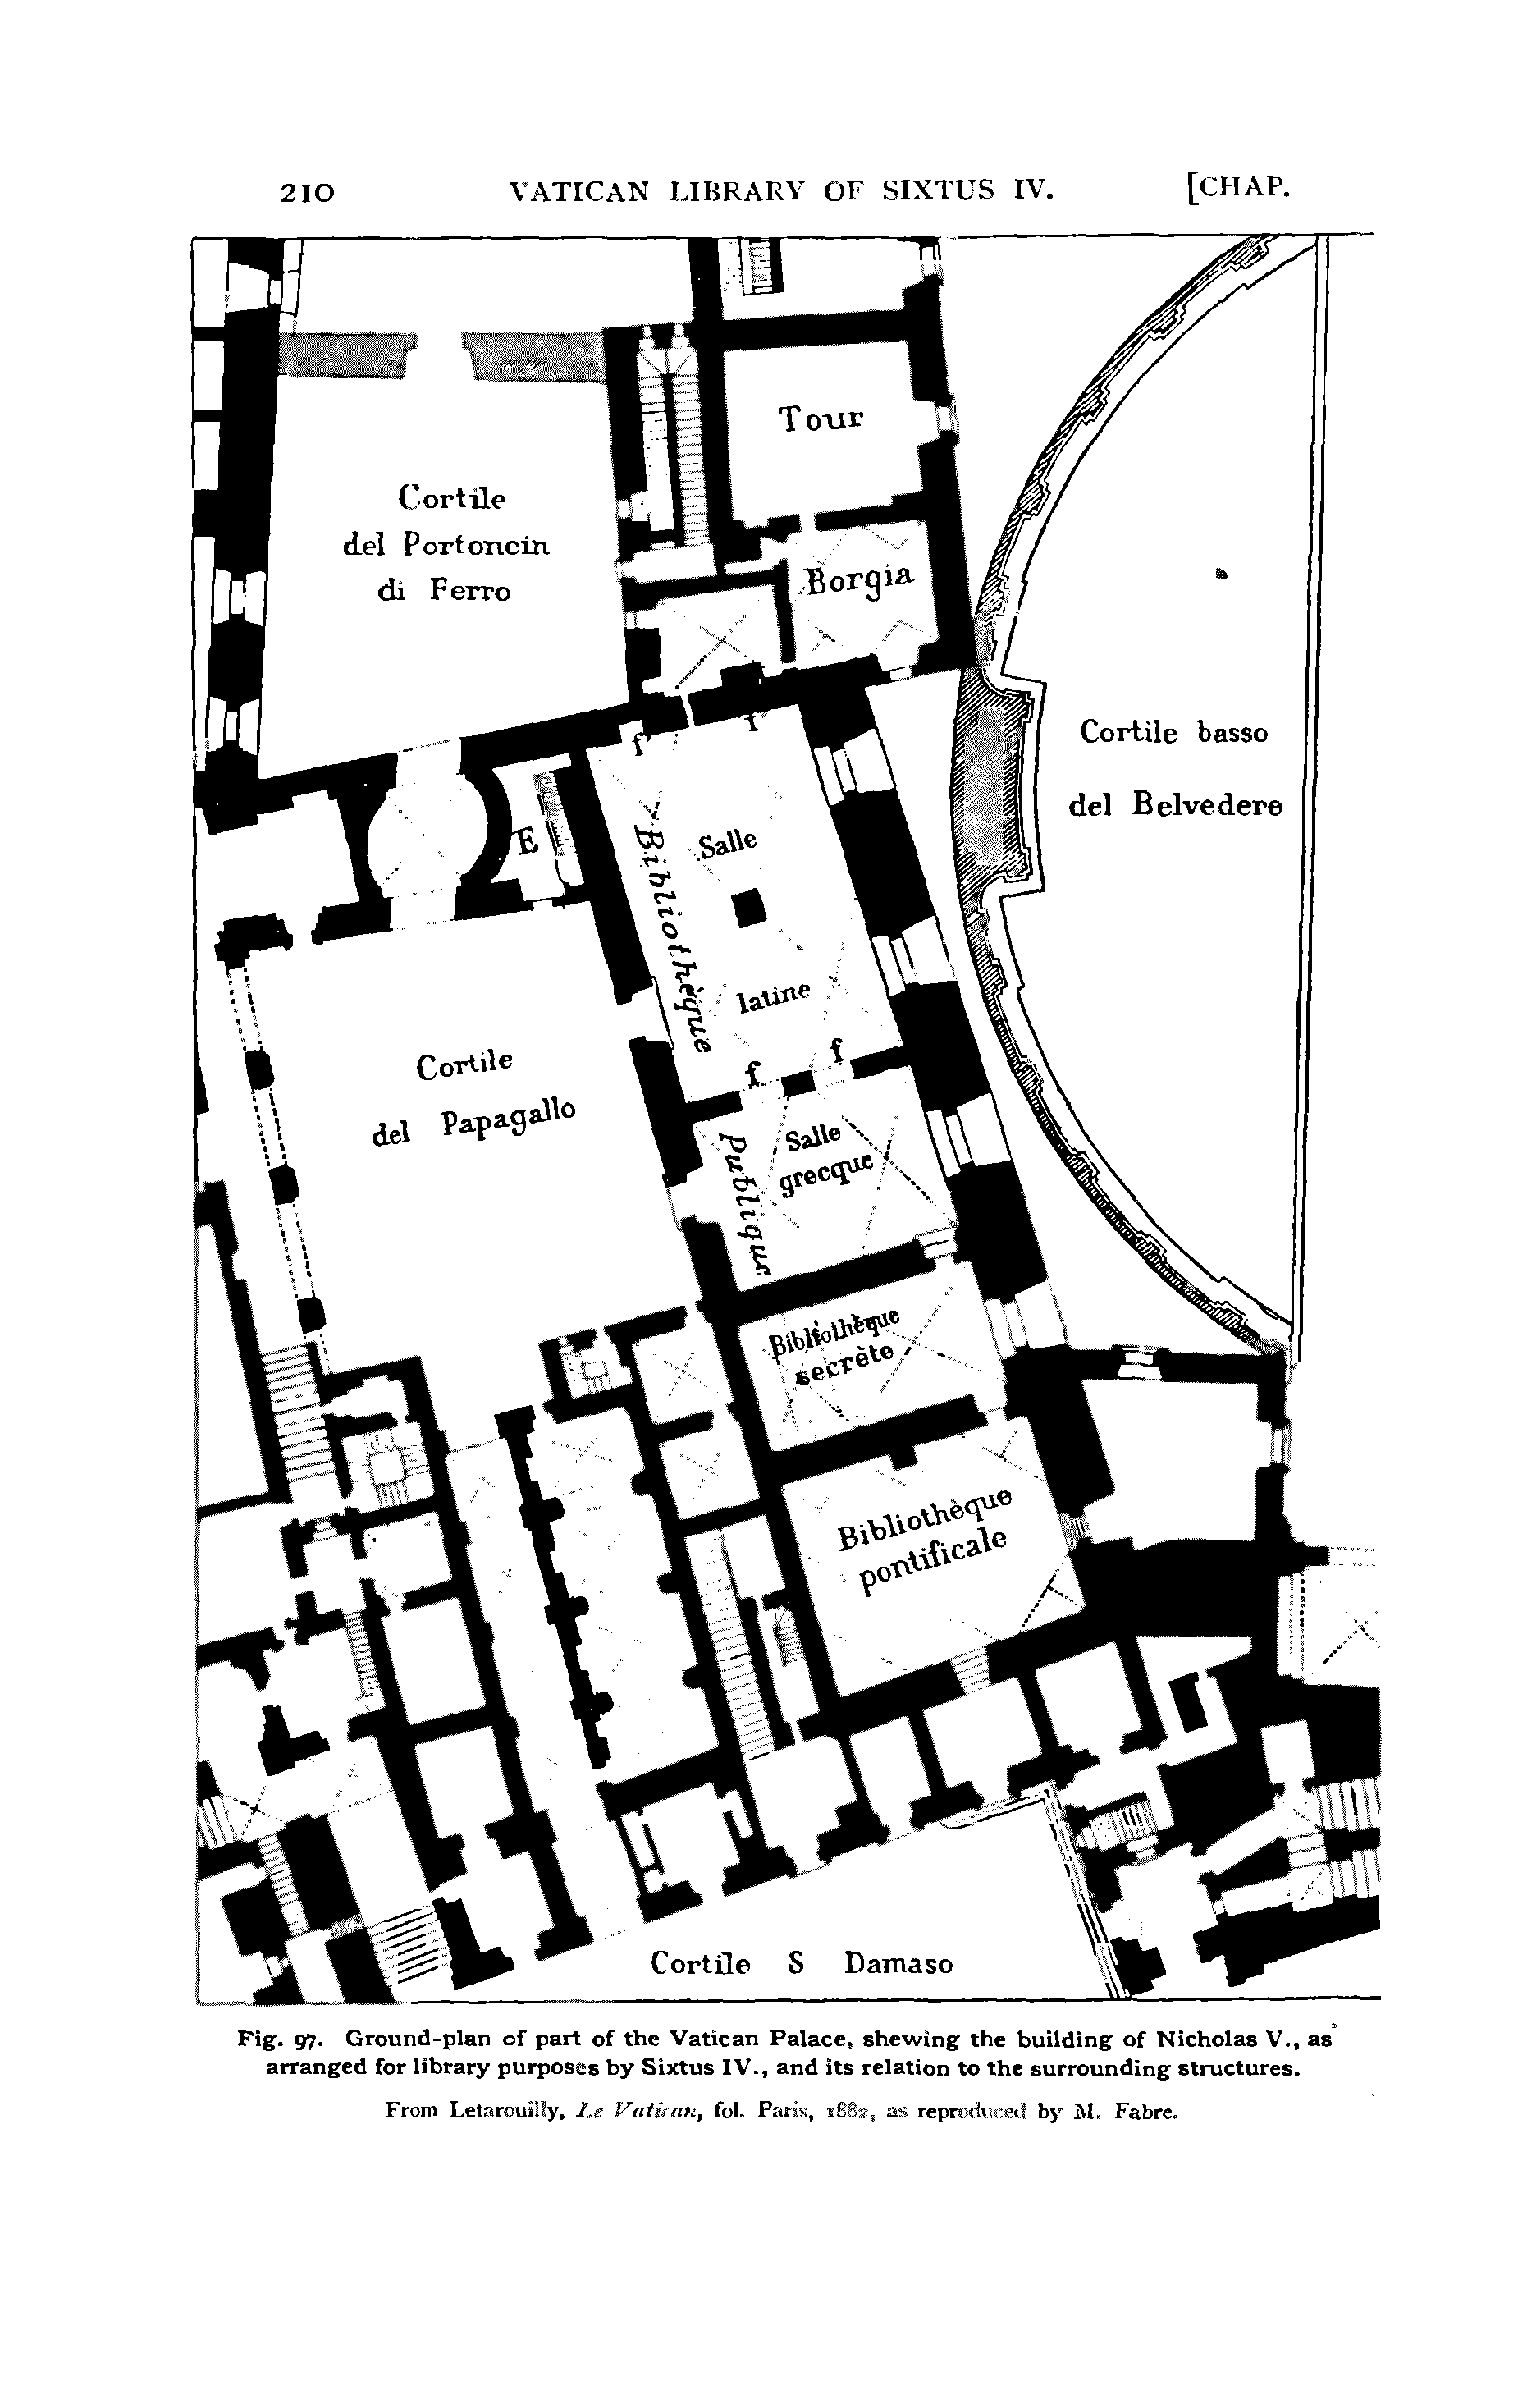 210 VATICAN LIBRARY OF SIXTUS IV. [CHAP.
Tour
Cortile
del Portoncin
di Ferro
Borgia
Cortile basso
del Belvedere
f
f
E
Bibliothèque
Salle
latine
f
f
Cortile
del Papagallo
Publique
Salle
grecque
Bibliothèque
secrète
Bibliothèque
pontificale
Cortile S Damaso
Fig. 97. Ground-plan of part of the Vatican Palace, shewing the building of Nicholas V., as
arranged for library purposes by Sixtus IV., and its relation to the surrounding structures.
From Letarouilly, Le Vatican, fol. Paris, 1882, as reproduced by M. Fabre.